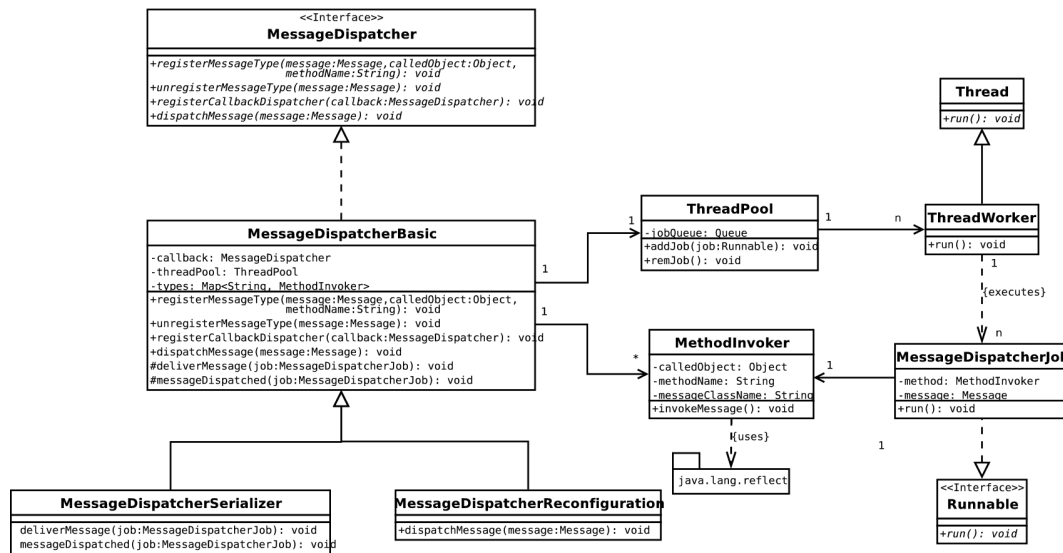 <<Interface>>
MessageDispatcher
+registerMessageType(message:Message,calledObject:Object,
methodName:String): void
+unregisterMessageType(message:Message): void
+registerCallbackDispatcher(callback:MessageDispatcher): void
+dispatchMessage(message:Message): void
Thread
+run(): void
MessageDispatcherBasic
-callback: MessageDispatcher
-threadPool: ThreadPool
-types: Map<String, MethodInvoker>
+registerMessageType(message:Message,calledObject:Object,
methodName:String): void
+unregisterMessageType(message:Message): void
+registerCallbackDispatcher(callback:MessageDispatcher): void
+dispatchMessage(message:Message): void
#deliverMessage(job:MessageDispatcherJob): void
#messageDispatched(job:MessageDispatcherJob): void
1
1
1
*
ThreadPool
-jobQueue: Queue
+addJob(job:Runnable): void
+remJob(): void
1
n
ThreadWorker
+run(): void
1
{executes}
n
MethodInvoker
-calledObject: Object
-methodName: String
-messageClassName: String
+invokeMessage(): void
1
MessageDispatcherJob
-method: MethodInvoker
-message: Message
+run(): void
{uses}
java.lang.reflect
1
<<Interface>>
Runnable
+run(): void
MessageDispatcherSerializer
deliverMessage(job:MessageDispatcherJob): void
messageDispatched(job:MessageDispatcherJob): void
MessageDispatcherReconfiguration
+dispatchMessage(message:Message): void